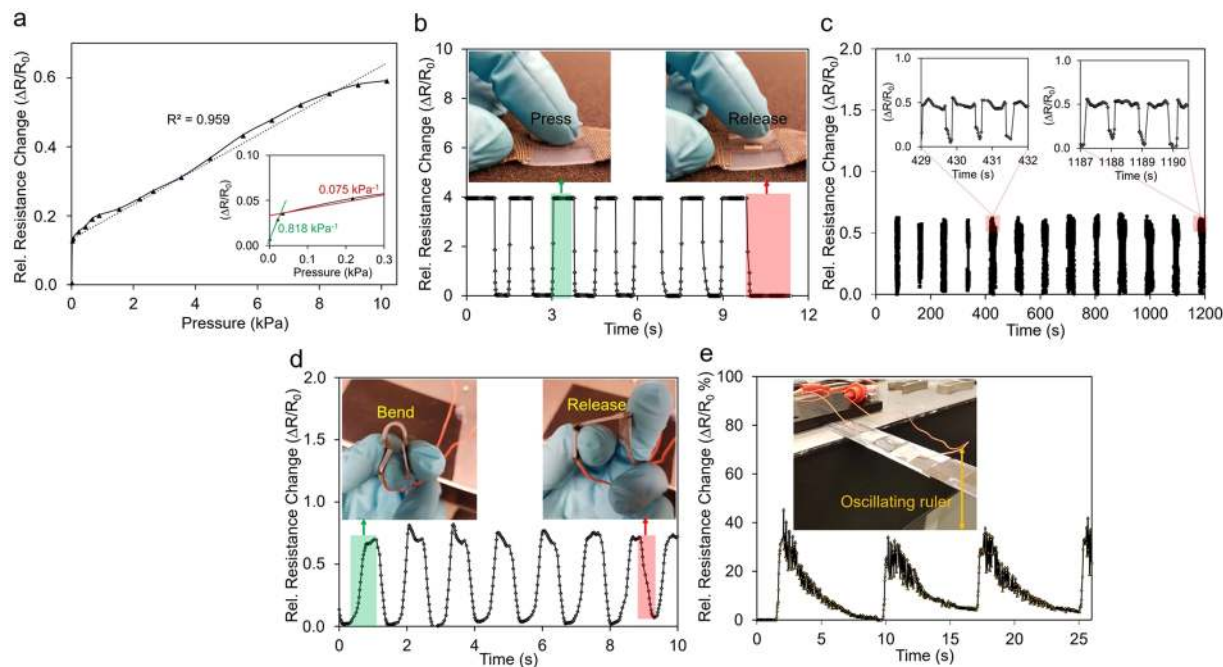 a
Rel. Resistance Change (ΔR/R₀)
0.6
0.4
0.2
0.0
0
2
4
6
8
10
Pressure (kPa)
R² = 0.959
(ΔR/R₀)
0.10
0.05
0.00
0.0
0.1
0.2
0.3
Pressure (kPa)
0.075 kPa⁻¹
0.818 kPa⁻¹
b
Rel. Resistance Change (ΔR/R₀)
10
8
6
4
2
0
0
3
6
9
12
Time (s)
Press
Release
c
Rel. Resistance Change (ΔR/R₀)
2.0
1.5
1.0
0.5
0.0
0
200
400
600
800
1000
1200
Time (s)
(ΔR/R₀)
1.0
0.5
0.0
429
430
431
432
Time (s)
(ΔR/R₀)
1.0
0.5
0.0
1187
1188
1189
1190
Time (s)
d
Rel. Resistance Change (ΔR/R₀)
2.0
1.5
1.0
0.5
0.0
0
2
4
6
8
10
Time (s)
Bend
Release
e
Rel. Resistance Change (ΔR/R₀ %)
100
80
60
40
20
0
0
5
10
15
20
25
Time (s)
Oscillating ruler